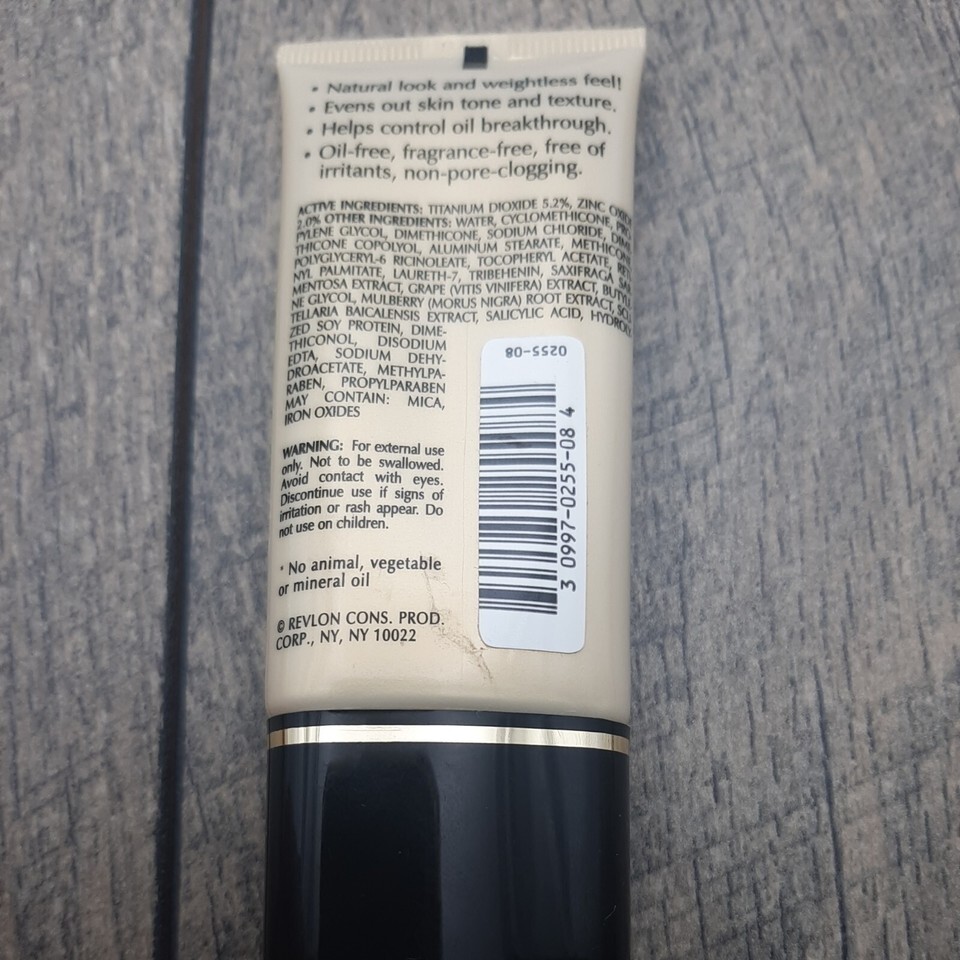 • Natural look and weightless feel!
• Evens out skin tone and texture.
• Helps control oil breakthrough.
• Oil-free, fragrance-free, free of
irritants, non-pore-clogging.
ACTIVE INGREDIENTS: TITANIUM DIOXIDE 5.2%, ZINC OXIDE
2.0% OTHER INGREDIENTS: WATER, CYCLOMETHICONE, PRO
PYLENE GLYCOL, DIMETHICONE, SODIUM CHLORIDE, DIME
THICONE COPOLYOL, ALUMINUM STEARATE, METHICONE
POLYGLYCERYL-6 RICINOLEATE, TOCOPHERYL ACETATE, RETI
NYL PALMITATE, LAURETH-7, TRIBEHENIN, SAXIFRAGA SAR
MENTOSA EXTRACT, GRAPE (VITIS VINIFERA) EXTRACT, BUTYL
NE GLYCOL, MULBERRY (MORUS NIGRA) ROOT EXTRACT, SCU
TELLARIA BAICALENSIS EXTRACT, SALICYLIC ACID, HYDROLY
ZED SOY PROTEIN, DIME-
THICONOL, DISODIUM
EDTA, SODIUM DEHY-
DROACETATE, METHYLPA-
RABEN, PROPYLPARABEN
MAY CONTAIN: MICA,
IRON OXIDES
0255-08
3 0997-0255-08 4
WARNING: For external use
only. Not to be swallowed.
Avoid contact with eyes.
Discontinue use if signs of
irritation or rash appear. Do
not use on children.
* No animal, vegetable
or mineral oil
© REVLON CONS. PROD.
CORP., NY, NY 10022